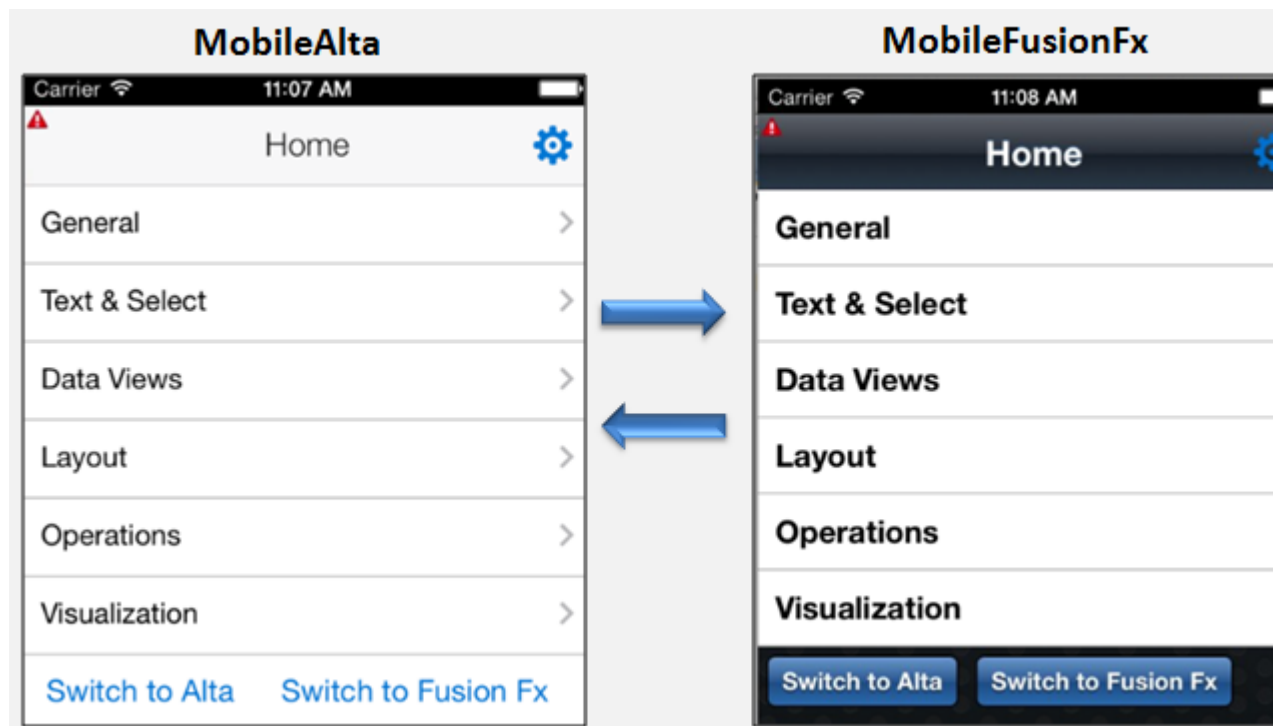 MobileAlta
Carrier 11:07 AM
Home
General
Text & Select
Data Views
Layout
Operations
Visualization
Switch to Alta Switch to Fusion Fx
MobileFusionFx
Carrier 11:08 AM
Home
General
Text & Select
Data Views
Layout
Operations
Visualization
Switch to Alta Switch to Fusion Fx